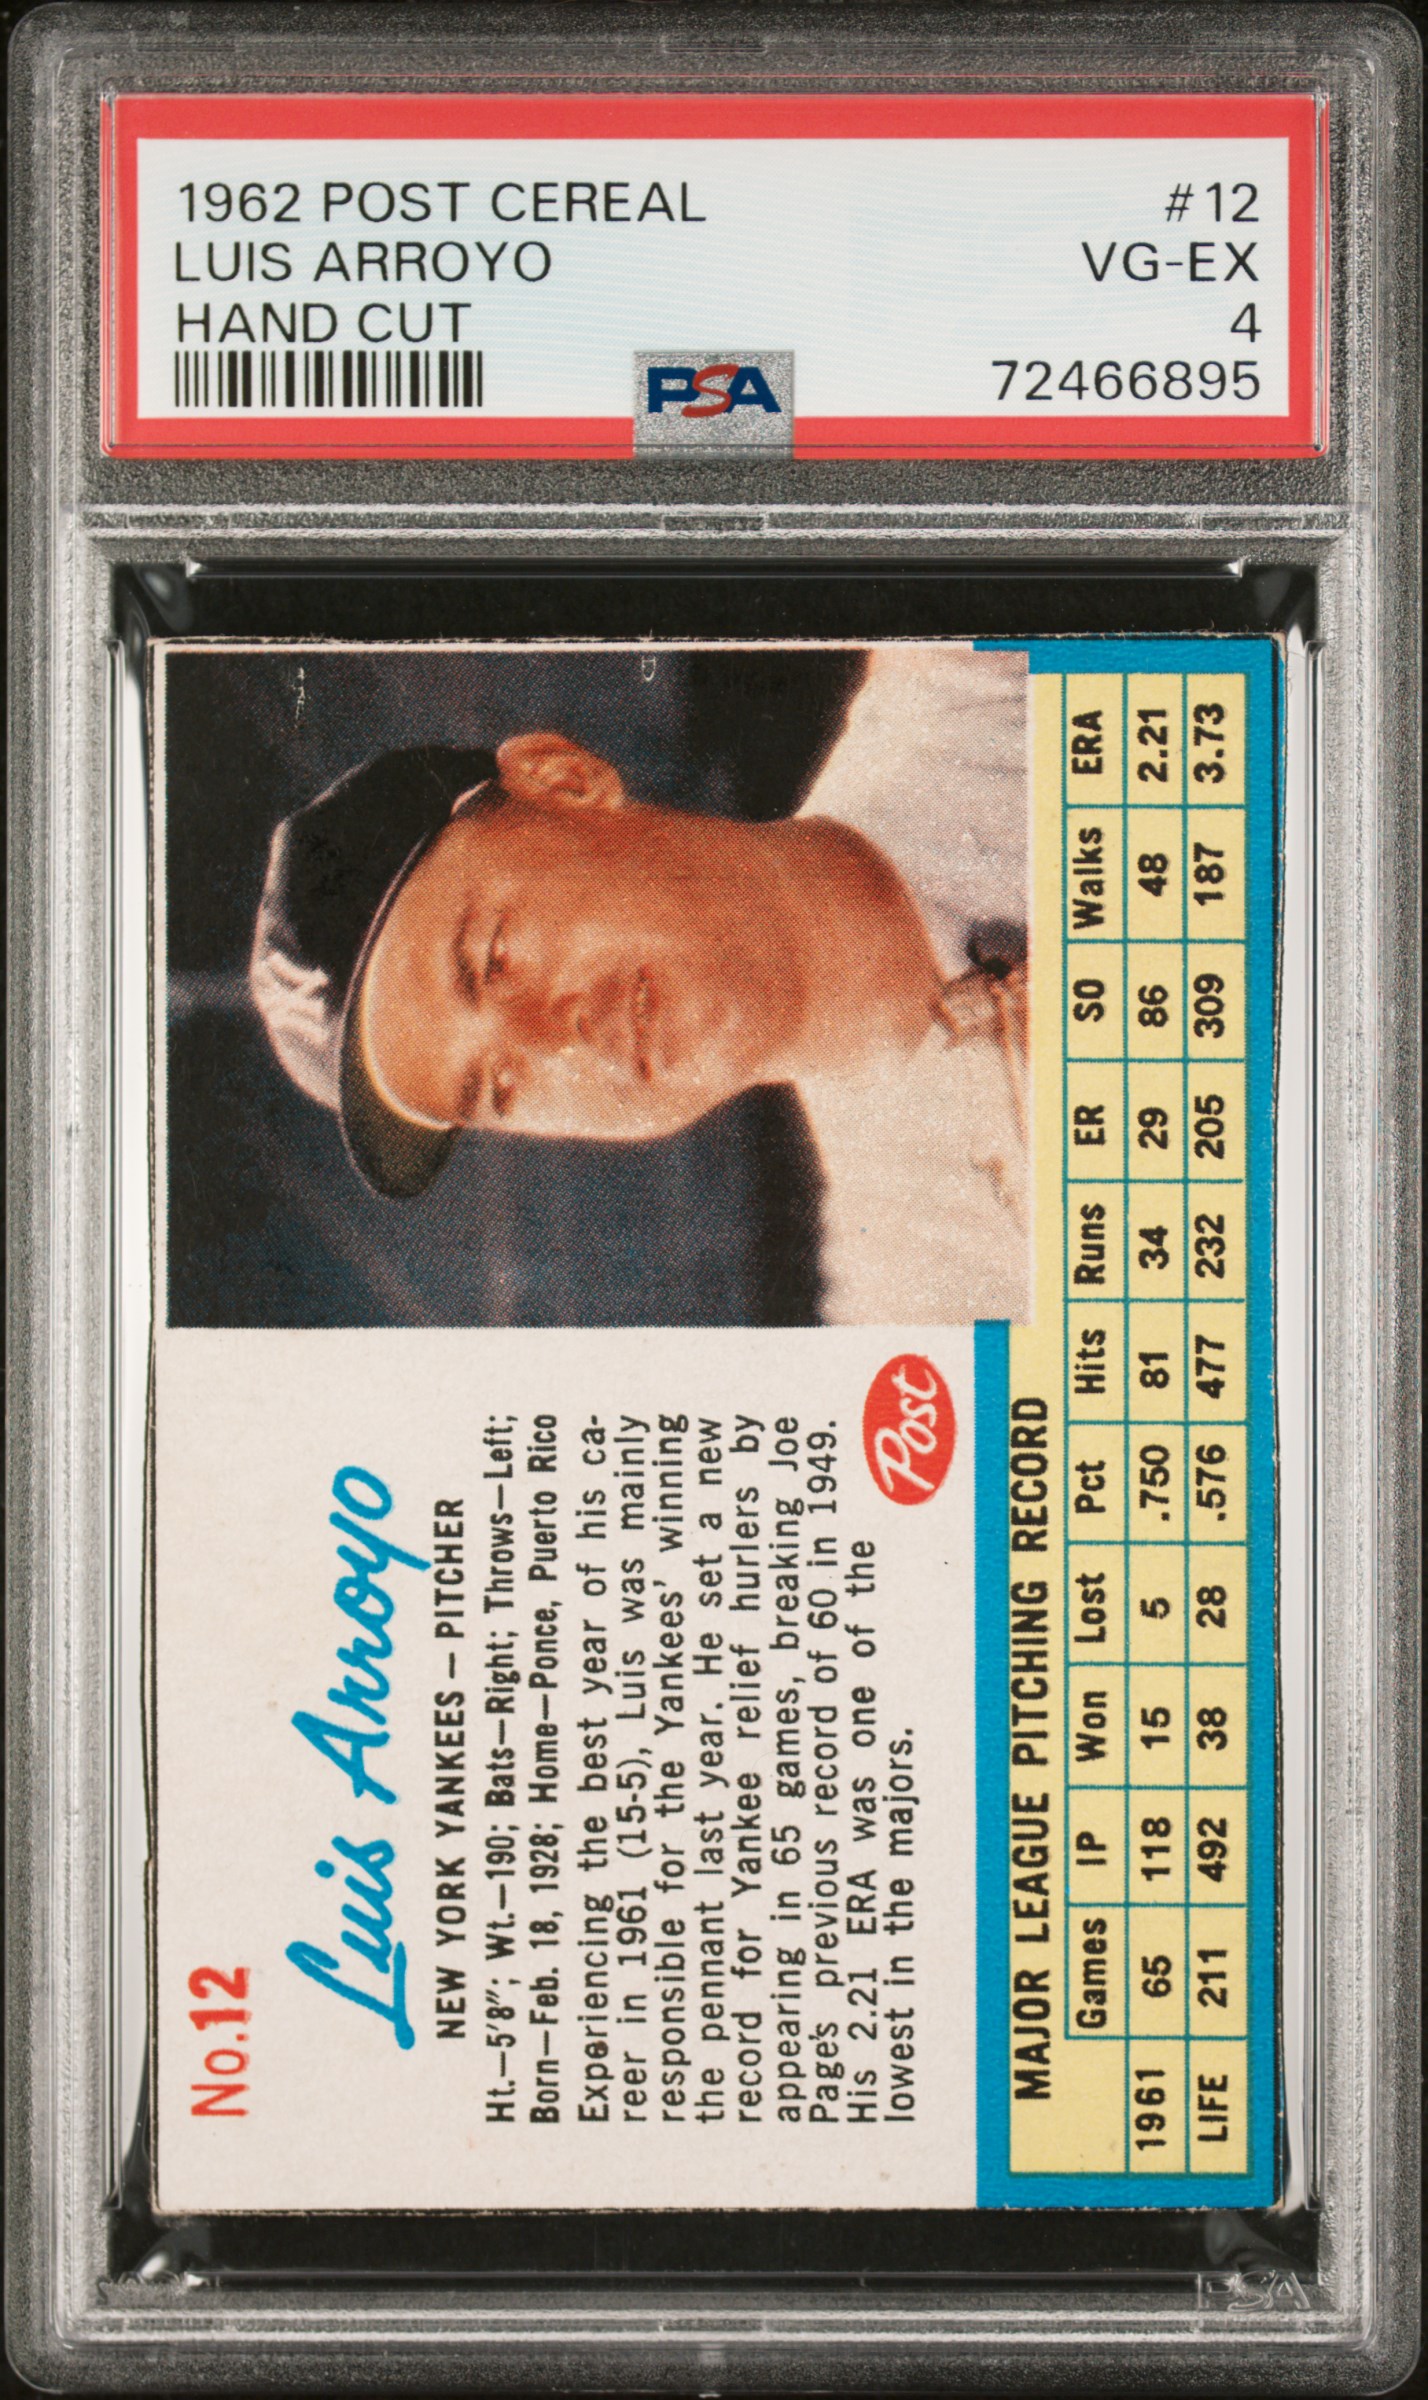 1962 POST CEREAL #12
LUIS ARROYO VG-EX
HAND CUT 4
PSA 72466895
No.12
Luis Arroyo
NEW YORK YANKEES — PITCHER
Ht.—5'8"; Wt.—190; Bats—Right; Throws—Left;
Born—Feb. 18, 1928; Home—Ponce, Puerto Rico
Experiencing the best year of his ca-
reer in 1961 (15-5), Luis was mainly
responsible for the Yankees' winning
the pennant last year. He set a new
record for Yankee relief hurlers by
appearing in 65 games, breaking Joe
Page's previous record of 60 in 1949.
His 2.21 ERA was one of the
lowest in the majors.
Post
MAJOR LEAGUE PITCHING RECORD
Games IP Won Lost Pct Hits Runs ER SO Walks ERA
1961 65 118 15 5 .750 81 34 29 86 48 2.21
LIFE 211 492 38 28 .576 477 232 205 309 187 3.73
PSA